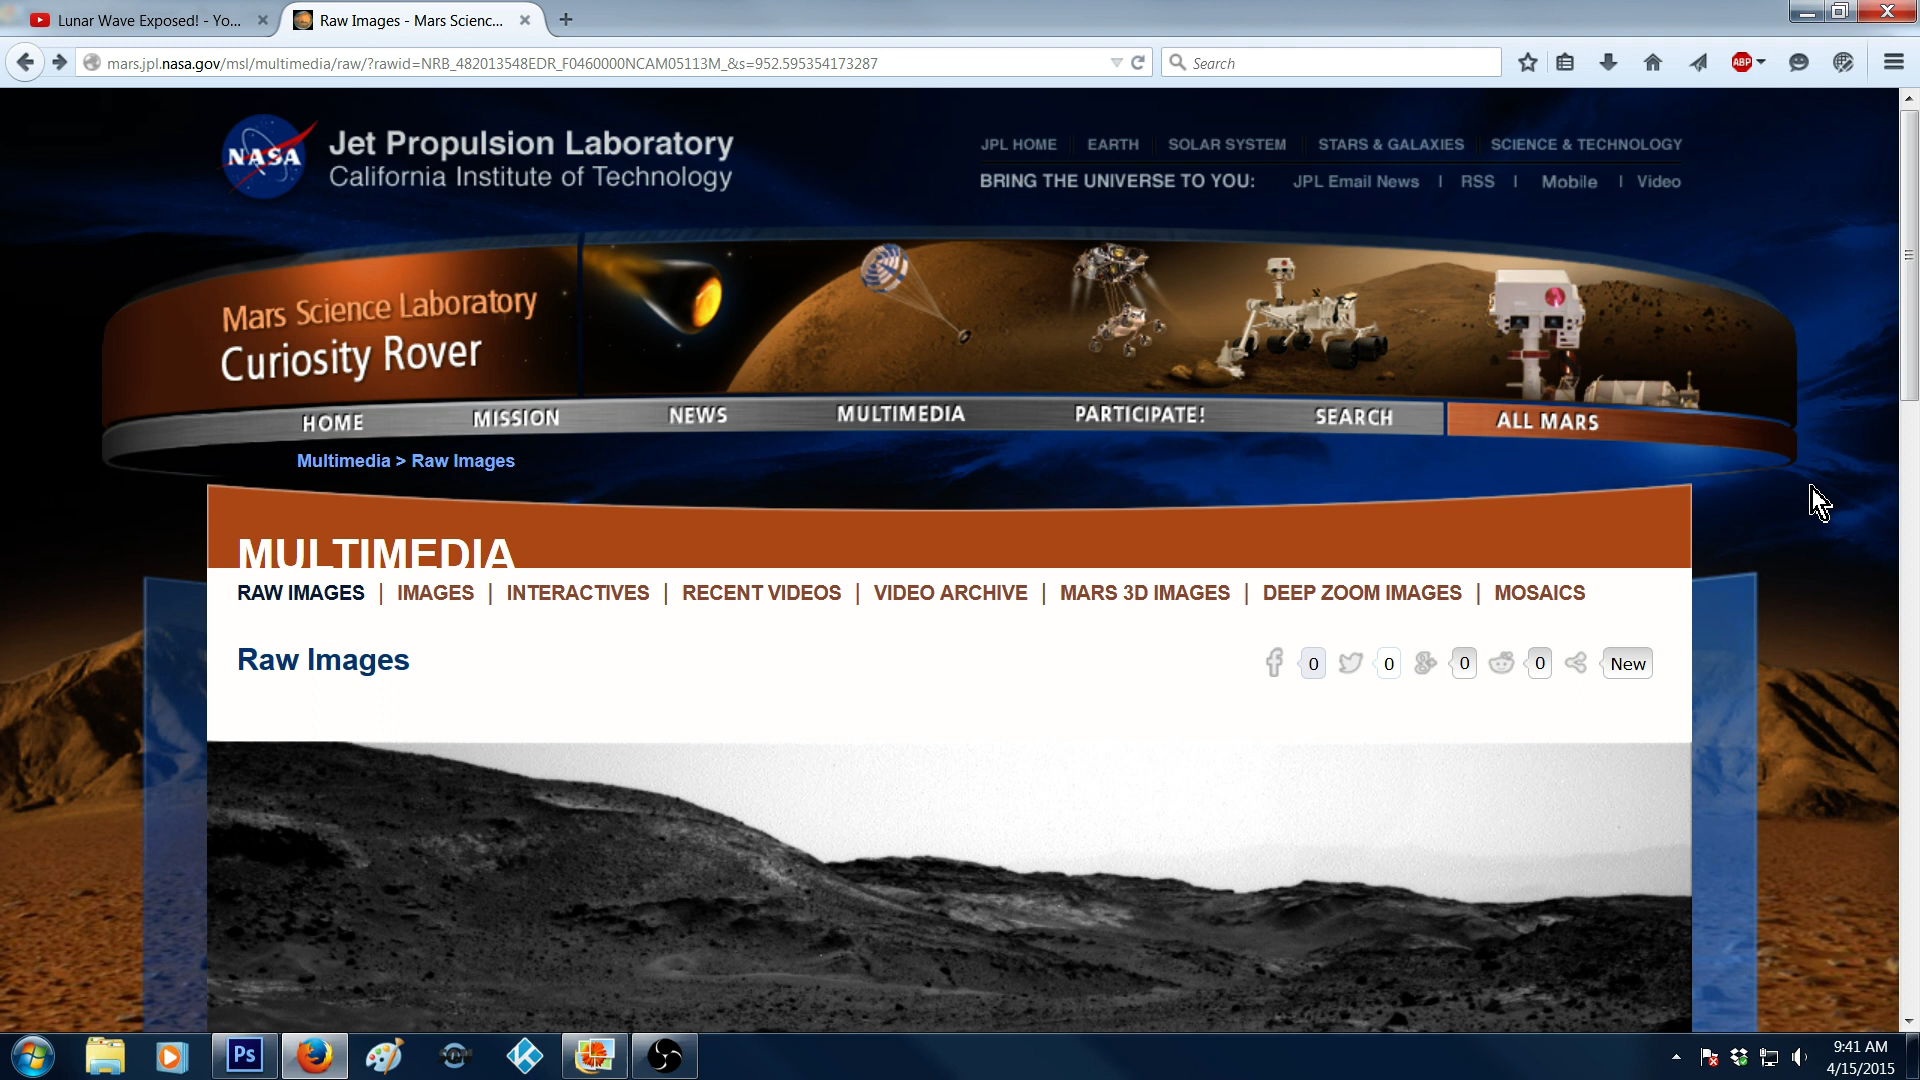 Lunar Wave Exposed! - Yo...
Raw Images - Mars Scienc...
mars.jpl.nasa.gov/msl/multimedia/raw/?rawid=NRB_482013548EDR_F0460000NCAM05113M_&s=952.595354173287
Search
ABP
NASA
Jet Propulsion Laboratory
California Institute of Technology
JPL HOME EARTH SOLAR SYSTEM STARS & GALAXIES SCIENCE & TECHNOLOGY
BRING THE UNIVERSE TO YOU: JPL Email News | RSS | Mobile | Video
Mars Science Laboratory
Curiosity Rover
HOME MISSION NEWS MULTIMEDIA PARTICIPATE! SEARCH ALL MARS
Multimedia > Raw Images
MULTIMEDIA
RAW IMAGES | IMAGES | INTERACTIVES | RECENT VIDEOS | VIDEO ARCHIVE | MARS 3D IMAGES | DEEP ZOOM IMAGES | MOSAICS
Raw Images
0 0 0 0 New
Ps
9:41 AM
4/15/2015